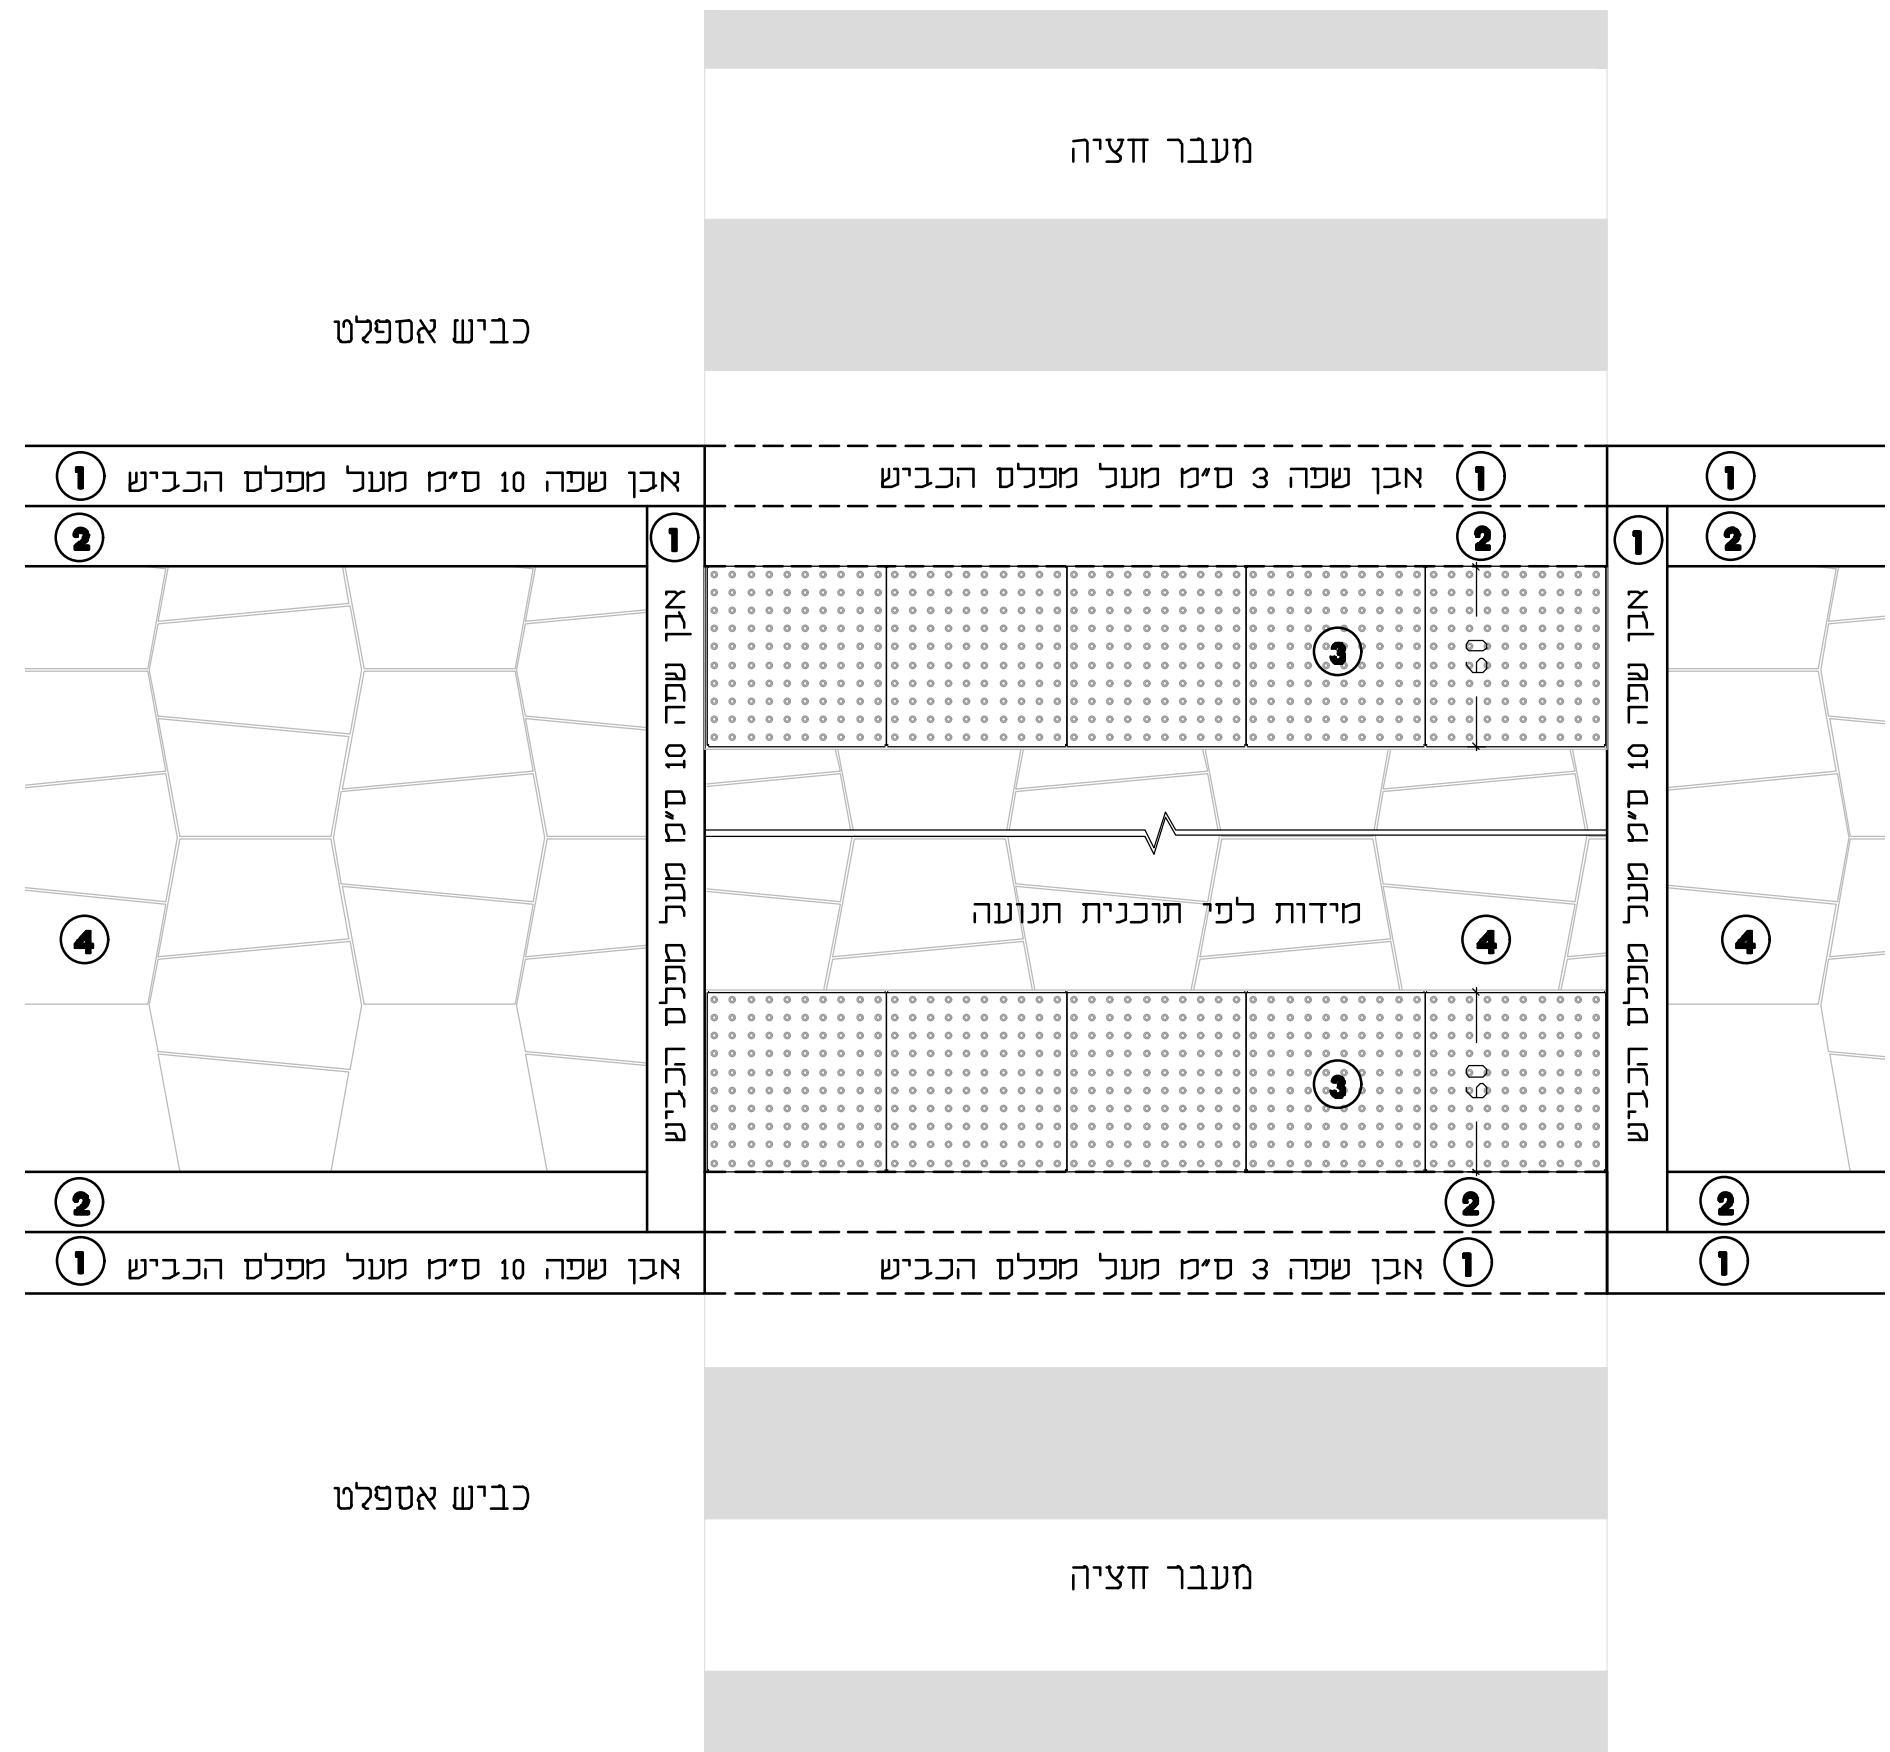 מעבר חציה
כביש אספלט
1 אבן שפה 10 ס"מ מעל מפלס הכביש
אבן שפה 3 ס"מ מעל מפלס הכביש 1
1
2
1
2
1
2
אבן שפה 10 ס"מ מעל מפלס הכביש
אבן שפה 10 ס"מ מעל מפלס הכביש
3
60
מידות לפי תוכנית תנועה
4
4
4
3
60
2
2
2
1 אבן שפה 10 ס"מ מעל מפלס הכביש
אבן שפה 3 ס"מ מעל מפלס הכביש 1
1
כביש אספלט
מעבר חציה